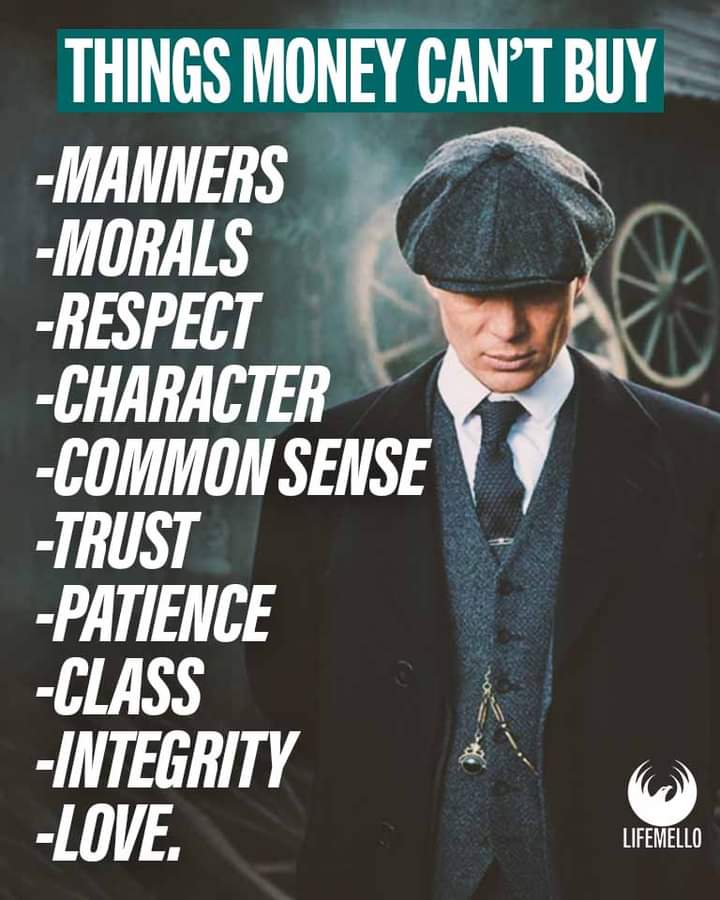 THINGS MONEY CAN'T BUY
-MANNERS
-MORALS
-RESPECT
-CHARACTER
-COMMON SENSE
-TRUST
-PATIENCE
-CLASS
-INTEGRITY
-LOVE.
LIFEMELLO